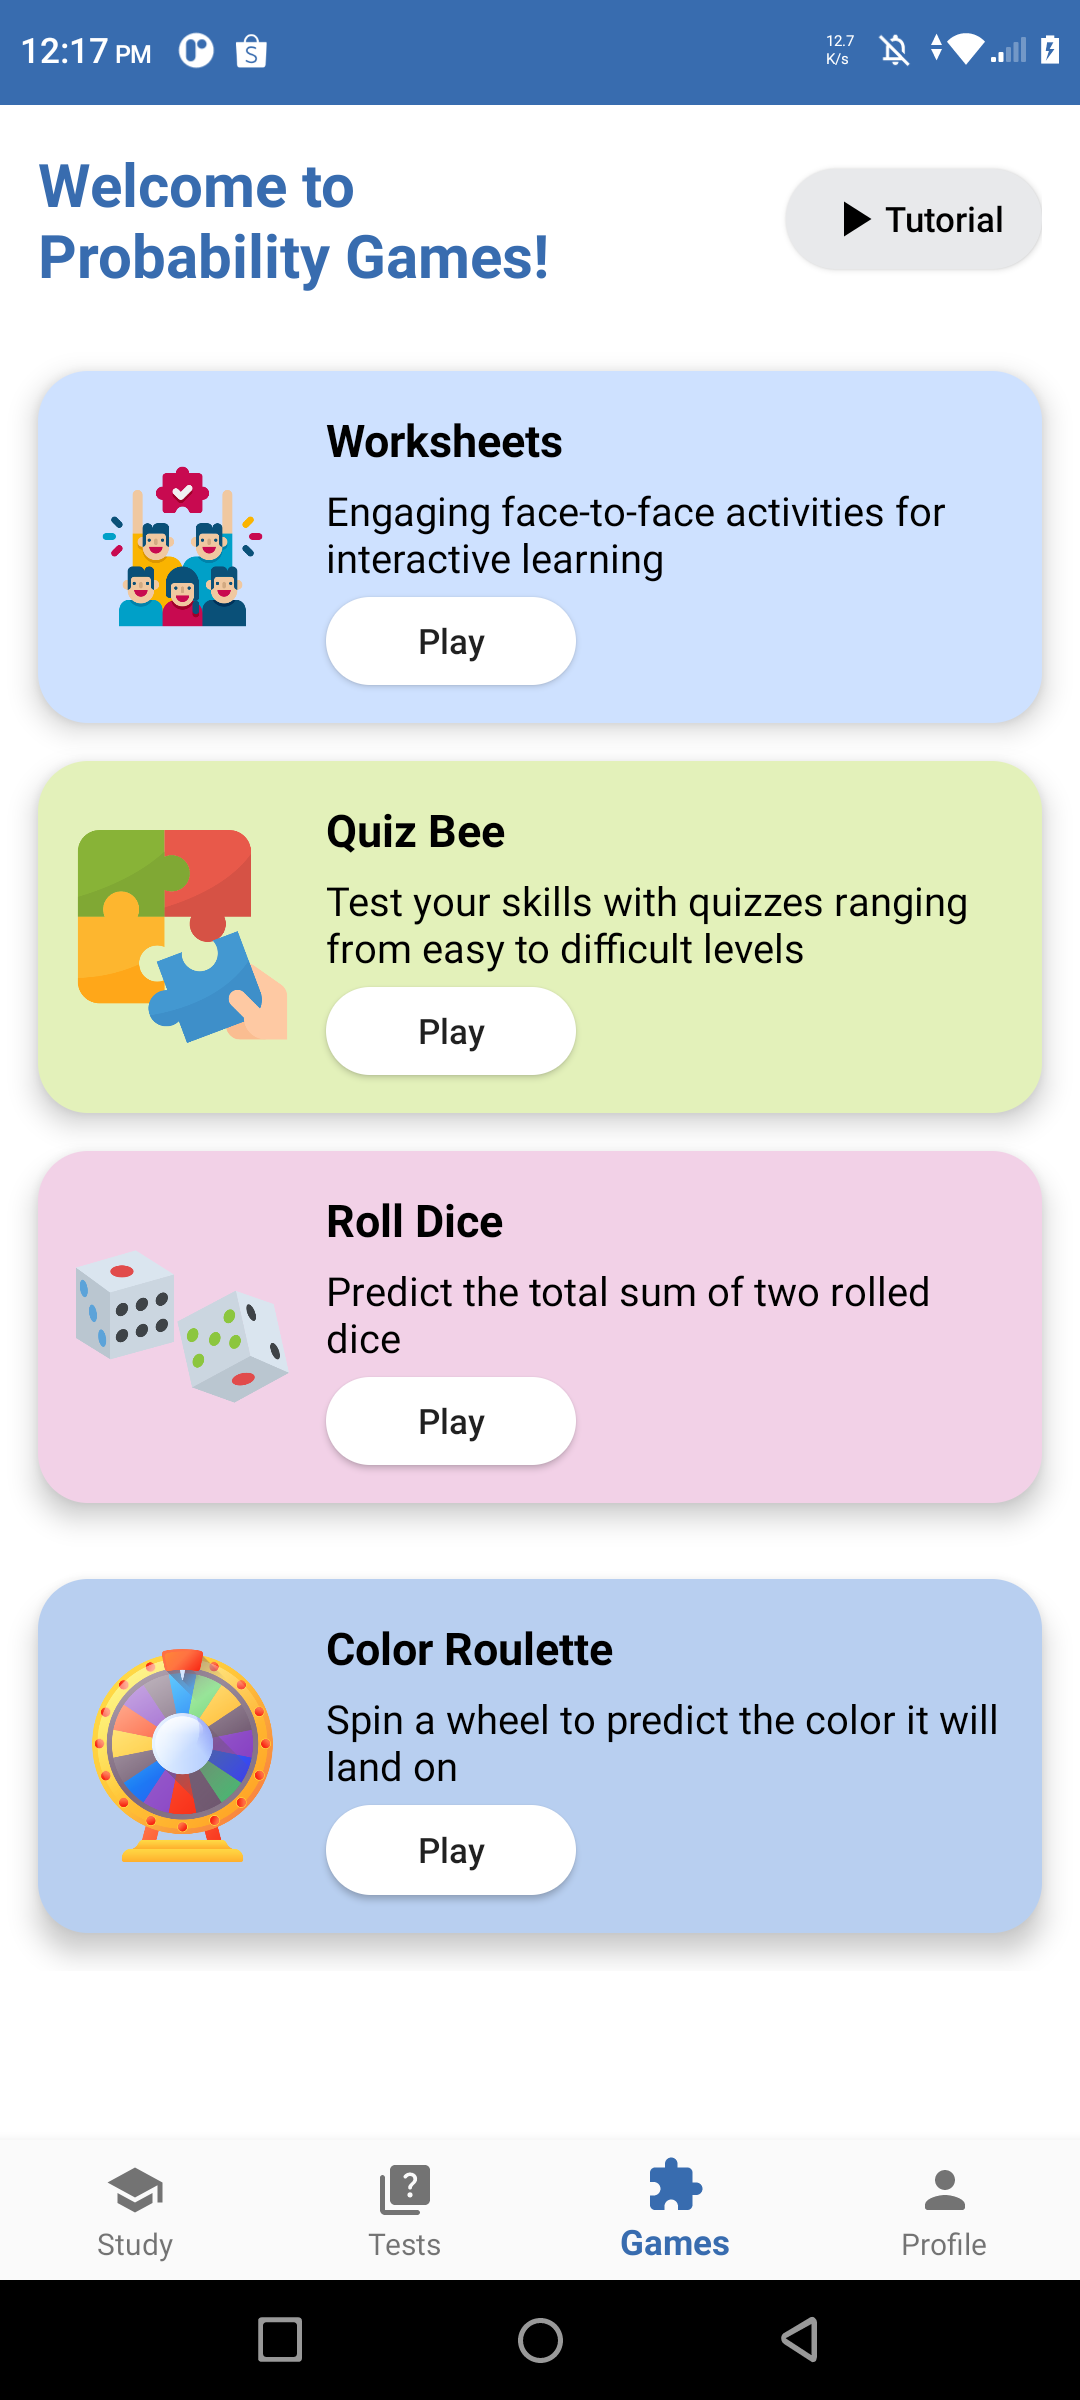 12:17 PM
12.7
K/s
Welcome to
Probability Games!
Tutorial
Worksheets
Engaging face-to-face activities for
interactive learning
Play
Quiz Bee
Test your skills with quizzes ranging
from easy to difficult levels
Play
Roll Dice
Predict the total sum of two rolled
dice
Play
Color Roulette
Spin a wheel to predict the color it will
land on
Play
Study
Tests
Games
Profile